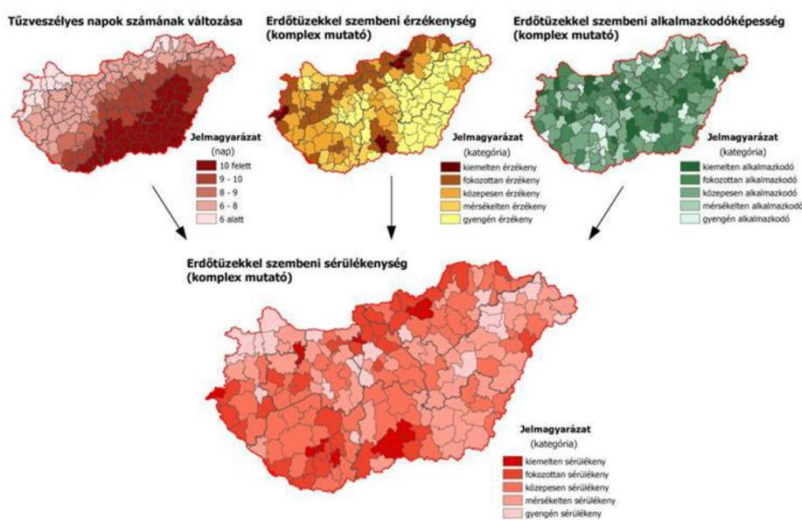 Tűzveszélyes napok számának változása
Jelmagyarázat
(nap)
10 felett
9 - 10
8 - 9
6 - 8
6 alatt
Erdőtüzekkel szembeni érzékenység
(komplex mutató)
Jelmagyarázat
(kategória)
kiemelten érzékeny
fokozottan érzékeny
közepesen érzékeny
mérsékelten érzékeny
gyengén érzékeny
Erdőtüzekkel szembeni alkalmazkodóképesség
(komplex mutató)
Jelmagyarázat
(kategória)
kiemelten alkalmazkodó
fokozottan alkalmazkodó
közepesen alkalmazkodó
mérsékelten alkalmazkodó
gyengén alkalmazkodó
Erdőtüzekkel szembeni sérülékenység
(komplex mutató)
Jelmagyarázat
(kategória)
kiemelten sérülékeny
fokozottan sérülékeny
közepesen sérülékeny
mérsékelten sérülékeny
gyengén sérülékeny